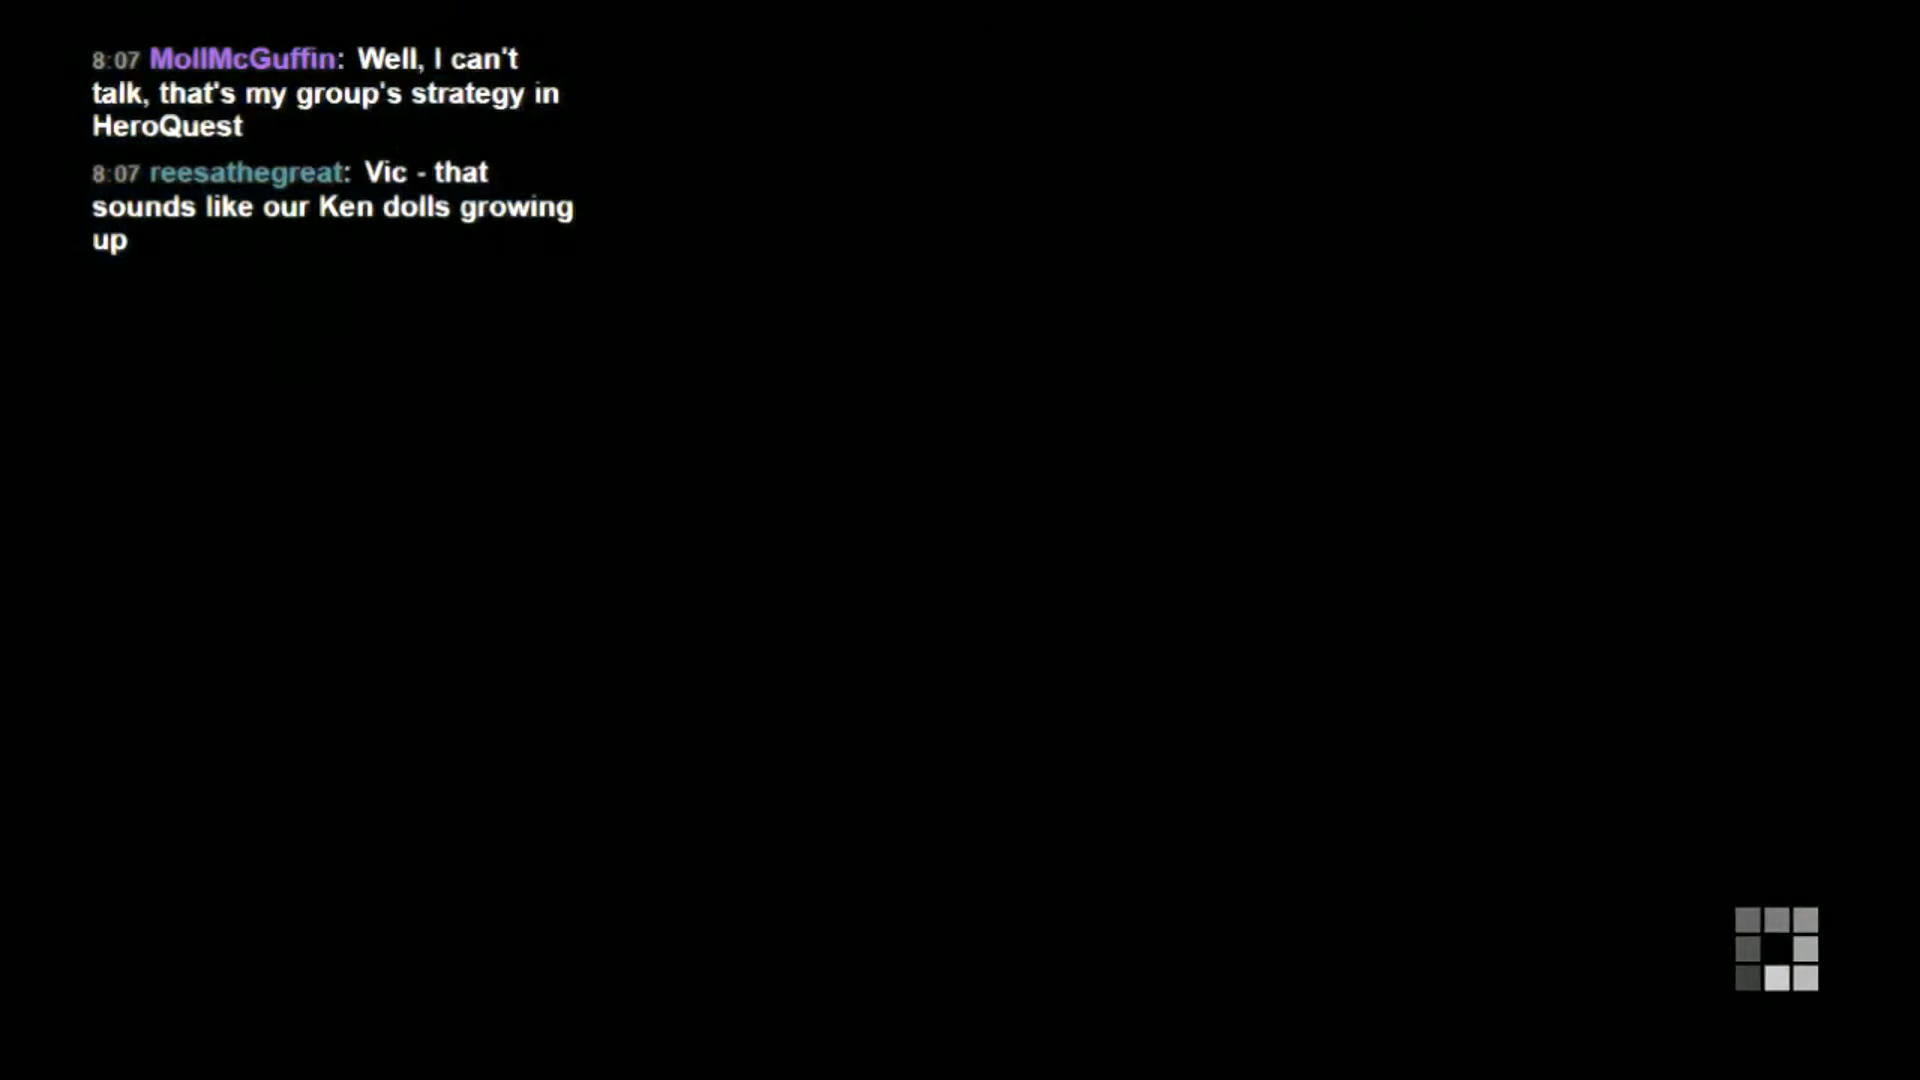 8:07 MollMcGuffin: Well, I can't
talk, that's my group's strategy in
HeroQuest
8:07 reesathegreat: Vic - that
sounds like our Ken dolls growing
up